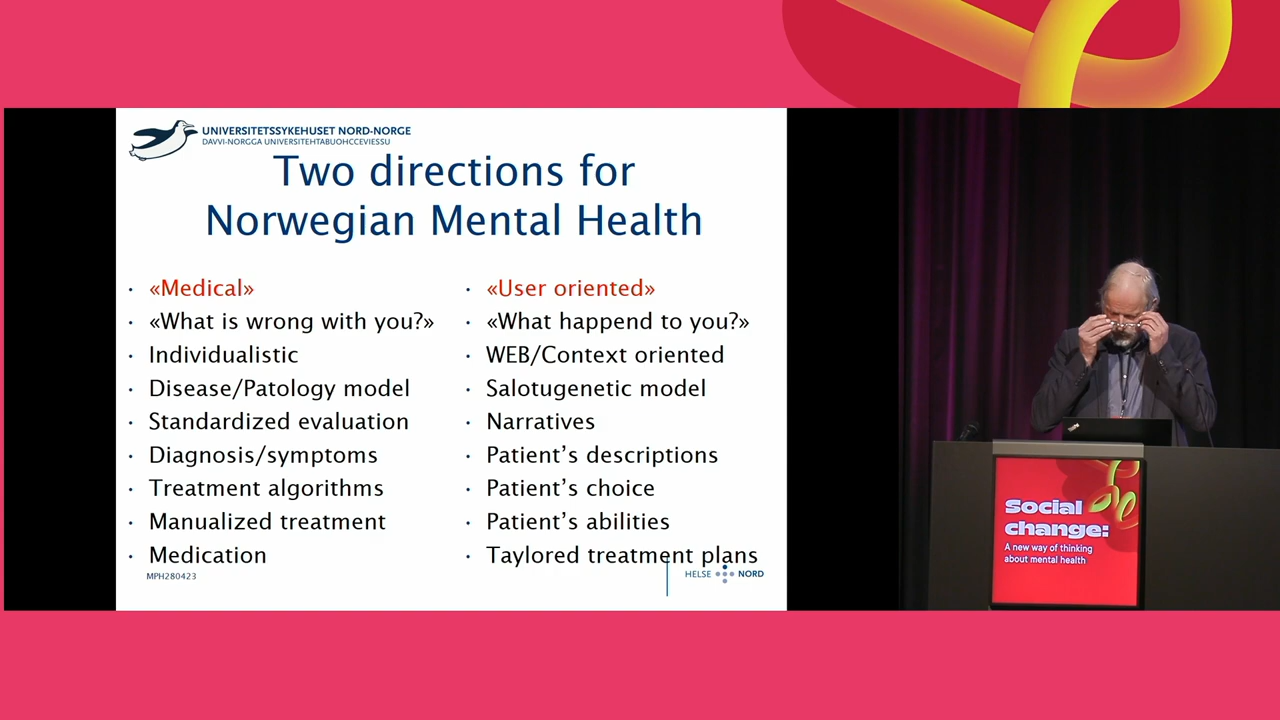 UNIVERSITETSSYKEHUSET NORD-NORGE
DAVVI-NORGGA UNIVERSITEHTABUOHCCEVIESSU
Two directions for
Norwegian Mental Health
· «Medical»
· «What is wrong with you?»
· Individualistic
· Disease/Patology model
· Standardized evaluation
· Diagnosis/symptoms
· Treatment algorithms
· Manualized treatment
· Medication
· «User oriented»
· «What happend to you?»
· WEB/Context oriented
· Salotugenetic model
· Narratives
· Patient’s descriptions
· Patient’s choice
· Patient’s abilities
· Taylored treatment plans
MPH280423
HELSE NORD
Social
change:
A new way of thinking
about mental health